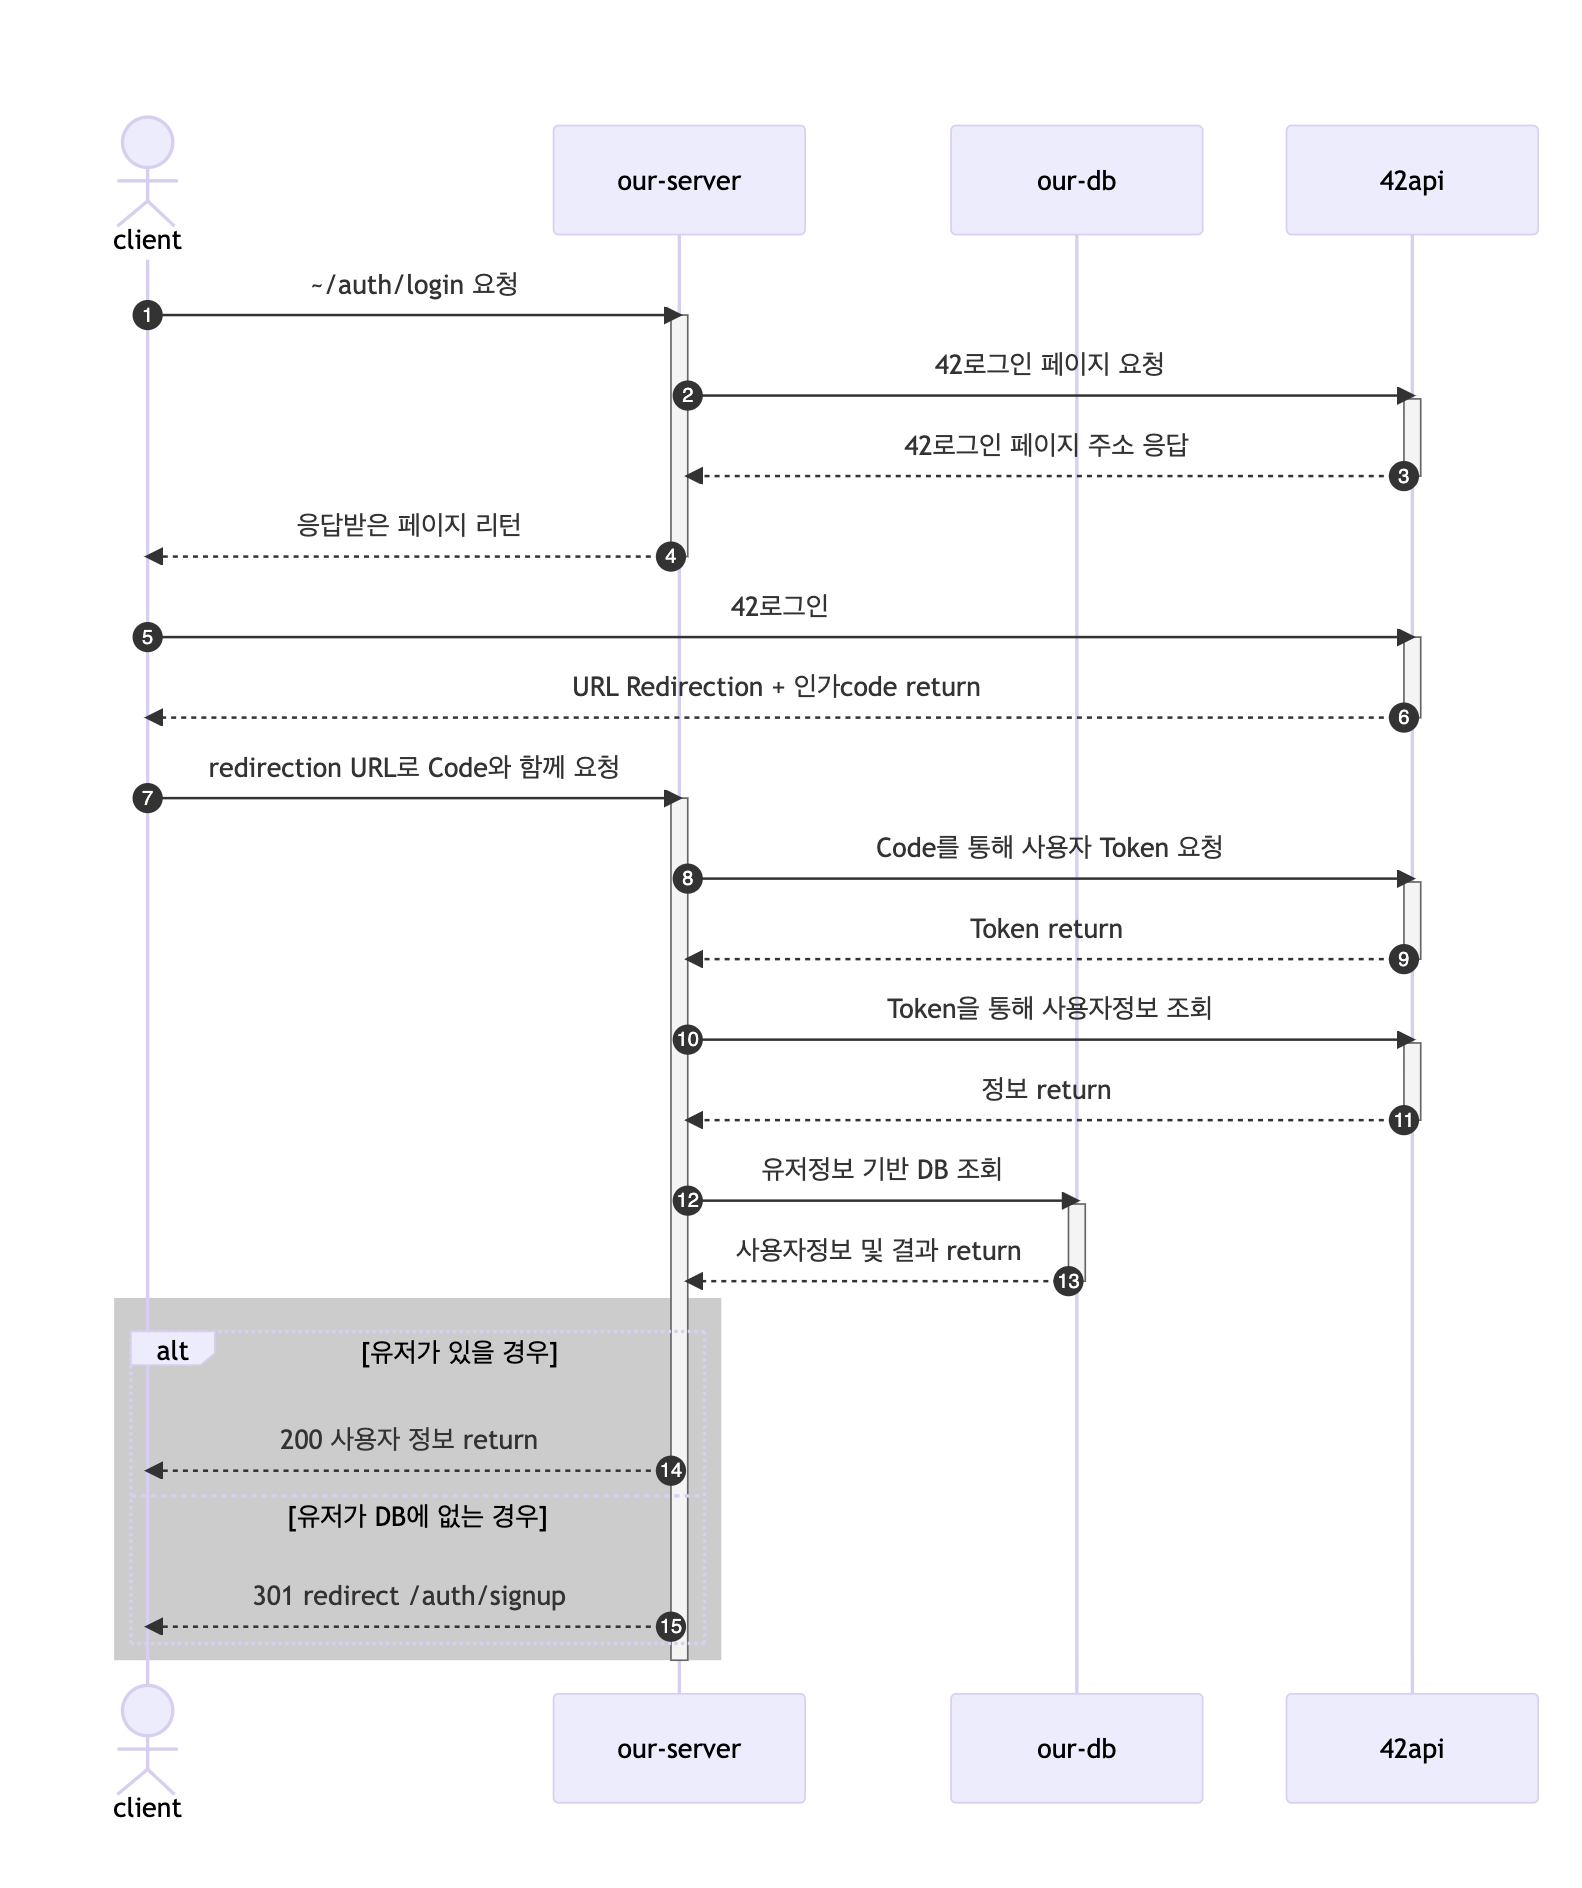 client
our-server
our-db
42api
~/auth/login 요청
1
42로그인 페이지 요청
2
42로그인 페이지 주소 응답
3
응답받은 페이지 리턴
4
42로그인
5
URL Redirection + 인가code return
6
redirection URL로 Code와 함께 요청
7
Code를 통해 사용자 Token 요청
8
Token return
9
Token을 통해 사용자정보 조회
10
정보 return
11
유저정보 기반 DB 조회
12
사용자정보 및 결과 return
13
alt
[유저가 있을 경우]
200 사용자 정보 return
14
[유저가 DB에 없는 경우]
301 redirect /auth/signup
15
client
our-server
our-db
42api